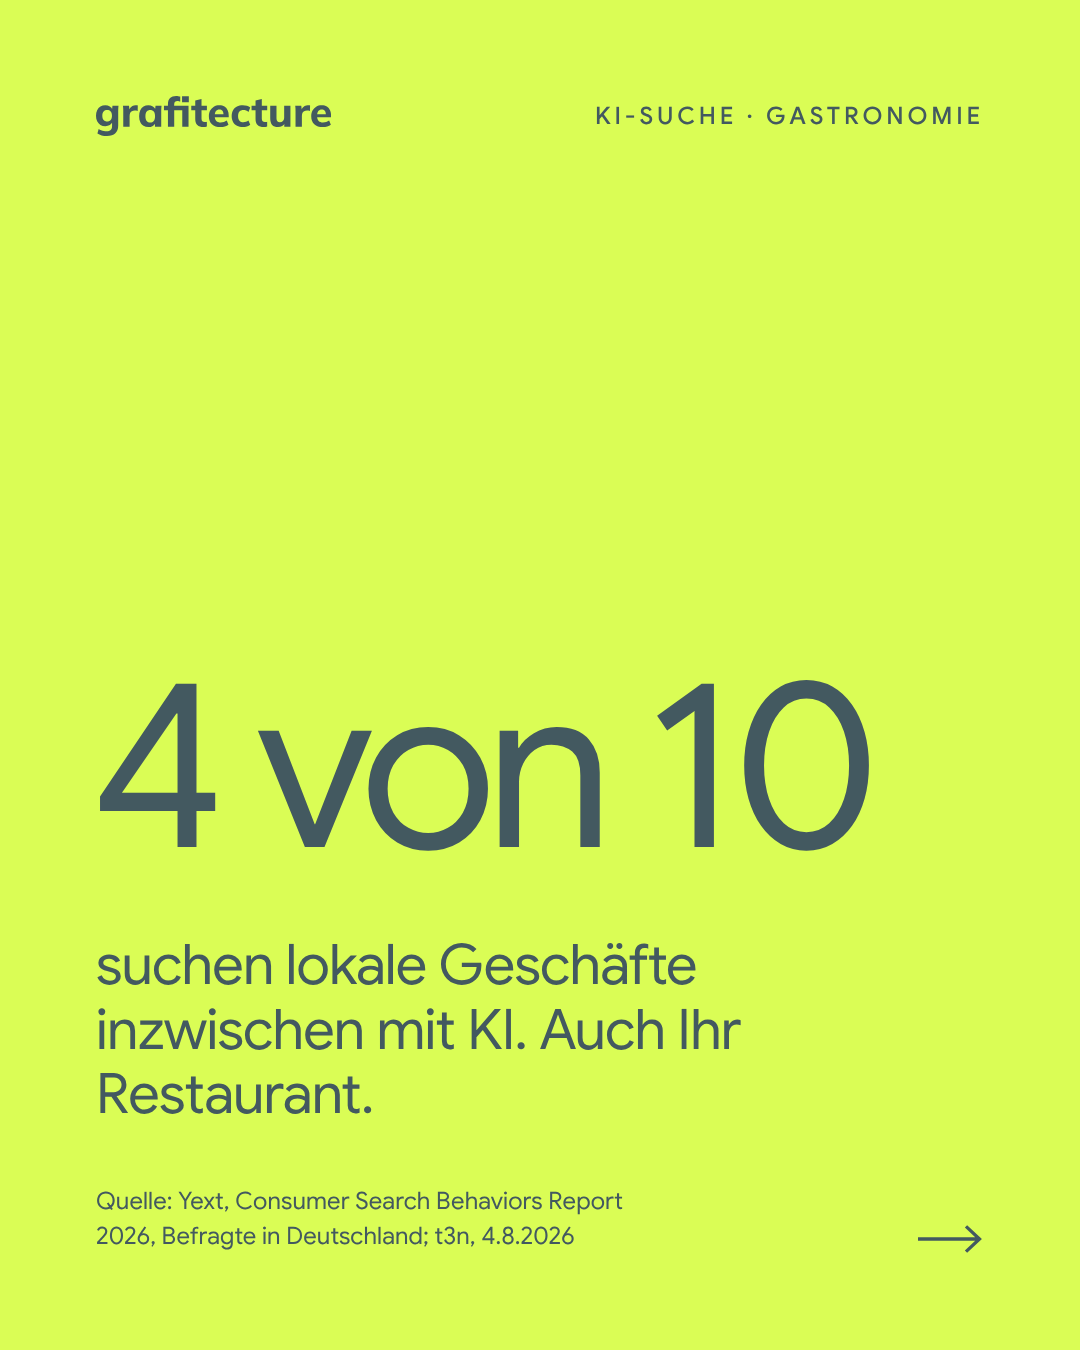 grafitecture
KI-SUCHE · GASTRONOMIE
4 von 10
suchen lokale Geschäfte
inzwischen mit KI. Auch Ihr
Restaurant.
Quelle: Yext, Consumer Search Behaviors Report
2026, Befragte in Deutschland; t3n, 4.8.2026